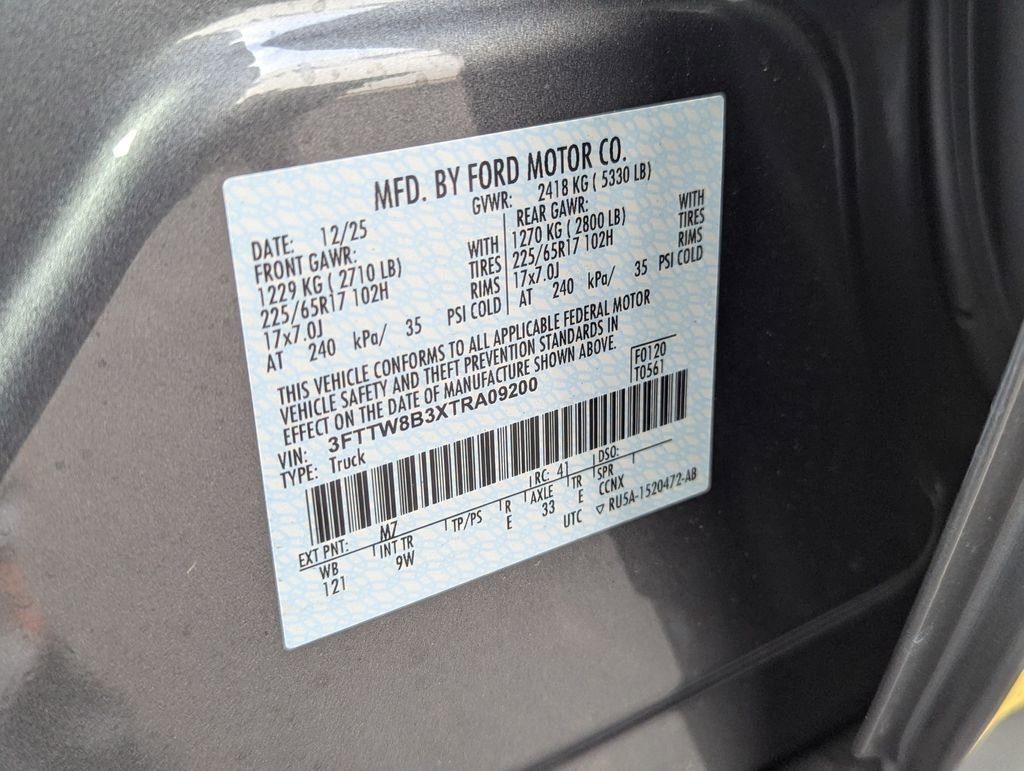 MFD. BY FORD MOTOR CO.
DATE: 12/25
GVWR: 2418 KG ( 5330 LB)
FRONT GAWR:
1229 KG ( 2710 LB) WITH
225/65R17 102H TIRES
17x7.0J RIMS
AT 240 kPa/ 35 PSI COLD
REAR GAWR:
1270 KG ( 2800 LB) WITH
225/65R17 102H TIRES
17x7.0J RIMS
AT 240 kPa/ 35 PSI COLD
THIS VEHICLE CONFORMS TO ALL APPLICABLE FEDERAL MOTOR
VEHICLE SAFETY AND THEFT PREVENTION STANDARDS IN
EFFECT ON THE DATE OF MANUFACTURE SHOWN ABOVE.
VIN: 3FTTW8B3XTRA09200
TYPE: Truck
F0120
T0561
EXT PNT: M7 RC: 41 DSO:
WB INT TR TP/PS R AXLE TR SPR
121 9W E 33 E CCNX
UTC ▽ RU5A-1520472-AB